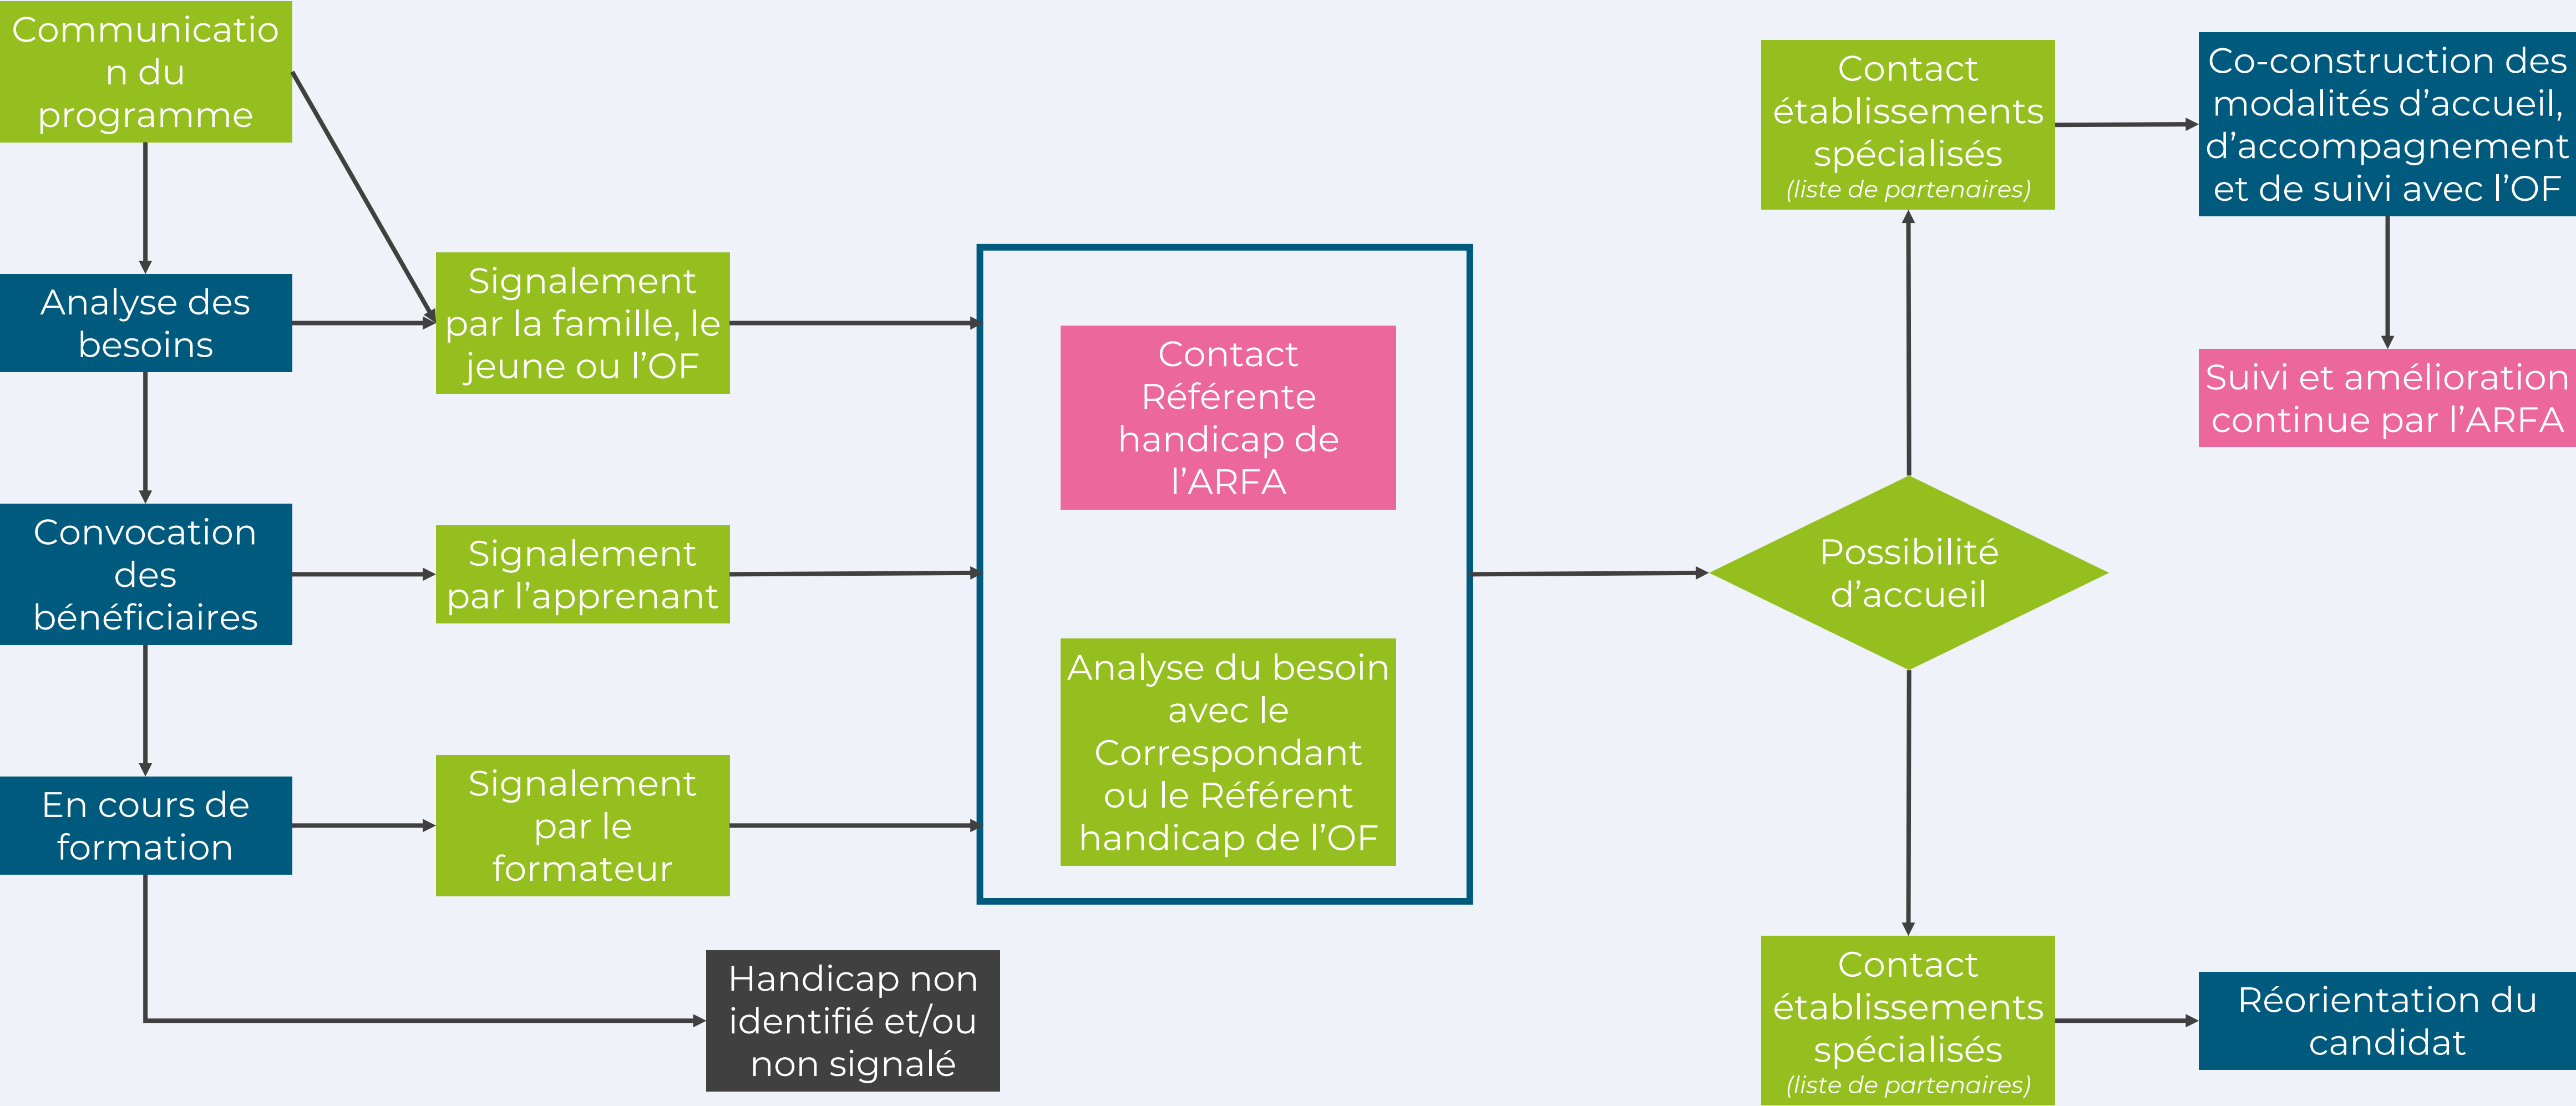 Communicatio
n du
programme
Analyse des
besoins
Convocation
des
bénéficiaires
En cours de
formation
Signalement
par la famille, le
jeune ou l’OF
Signalement
par l’apprenant
Signalement
par le
formateur
Handicap non
identifié et/ou
non signalé
Contact
Référente
handicap de
l’ARFA
Analyse du besoin
avec le
Correspondant
ou le Référent
handicap de l’OF
Possibilité
d’accueil
Contact
établissements
spécialisés
(liste de partenaires)
Co-construction des
modalités d’accueil,
d’accompagnement
et de suivi avec l’OF
Suivi et amélioration
continue par l’ARFA
Contact
établissements
spécialisés
(liste de partenaires)
Réorientation du
candidat